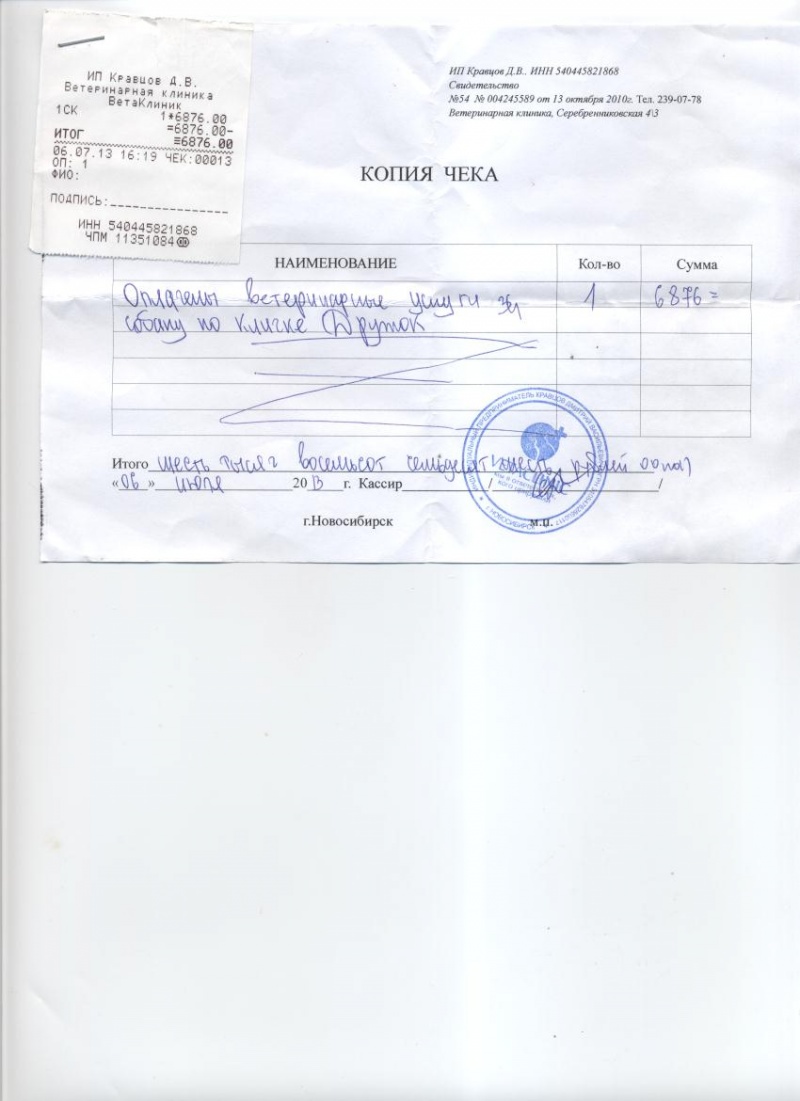 ИП Кравцов Д.В.
Ветеринарная клиника
ВетаКлиник
1СК 1*6876.00
=6876.00-
ИТОГ ≡6876.00
06.07.13 16:19 ЧЕК:00013
ОП: 1
ФИО:
ПОДПИСЬ:________________
ИНН 540445821868
ЧПМ 11351084
ИП Кравцов Д.В.. ИНН 540445821868
Свидетельство
№54 № 004245589 от 13 октября 2010г. Тел. 239-07-78
Ветеринарная клиника, Серебренниковская 4\3
КОПИЯ ЧЕКА
НАИМЕНОВАНИЕ Кол-во Сумма
Оплачены ветеринарные услуги за 1 6876=
собаку по кличке Дружок
Итого шесть тысяч восемьсот семьдесят шесть рублей 00 коп
«06» июля 2013 г. Кассир / /
г.Новосибирск м.п.